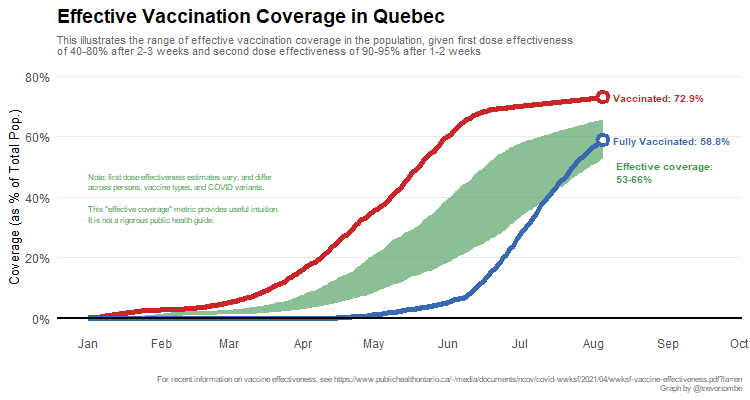 Effective Vaccination Coverage in Quebec
This illustrates the range of effective vaccination coverage in the population, given first dose effectiveness
of 40-80% after 2-3 weeks and second dose effectiveness of 90-95% after 1-2 weeks
Coverage (as % of Total Pop.)
80%
60%
40%
20%
0%
Vaccinated: 72.9%
Fully Vaccinated: 58.8%
Effective coverage:
53-66%
Note: first dose effectiveness estimates vary, and differ
across persons, vaccine types, and COVID variants.
This "effective coverage" metric provides useful intuition.
It is not a rigorous public health guide.
Jan
Feb
Mar
Apr
May
Jun
Jul
Aug
Sep
Oct
For recent information on vaccine effectiveness, see https://www.publichealthontario.ca/-/media/documents/ncov/covid-wwksf/2021/04/wwksf-vaccine-effectiveness.pdf?la=en
Graph by @trevortombe